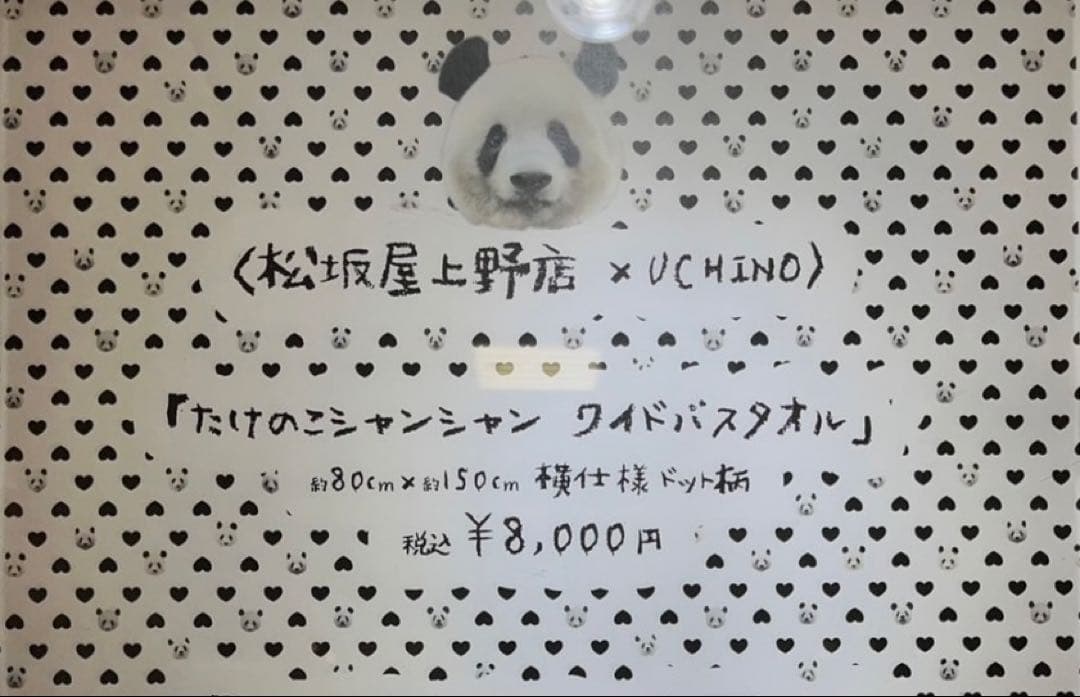 〈松坂屋上野店 × UCHINO〉
「たけのこシャンシャン ワイドバスタオル」
約80cm×約150cm 横仕様ドット柄
税込 ¥8,000円